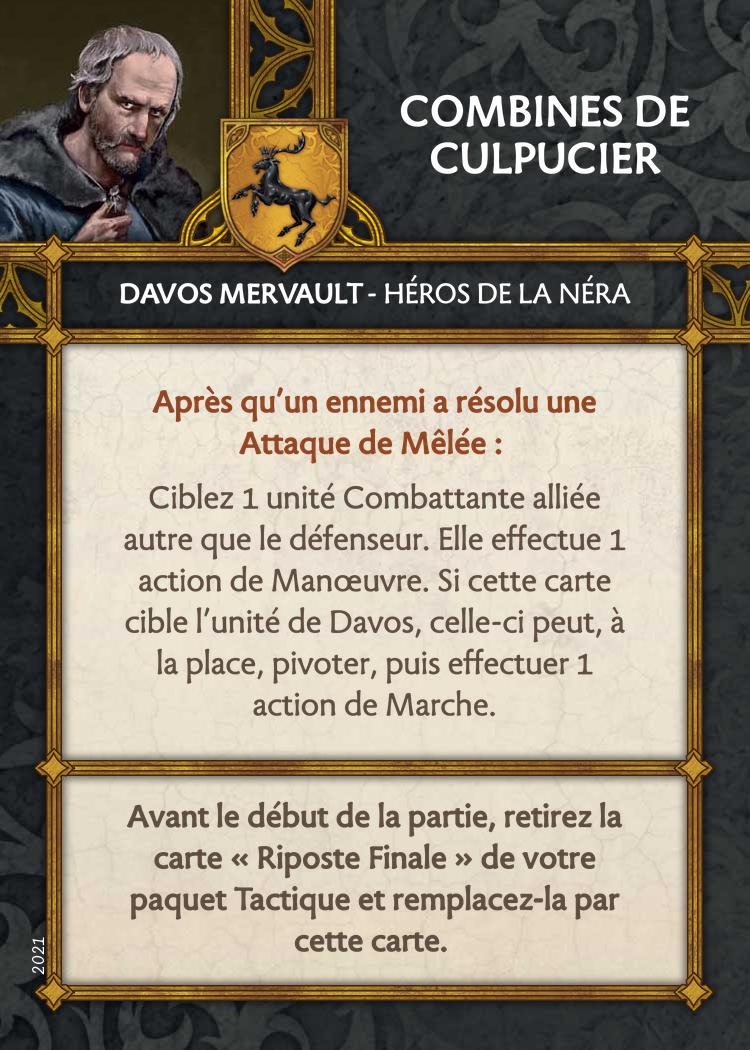 COMBINES DE
CULPUCIER
DAVOS MERVAULT - HÉROS DE LA NÉRA
Après qu’un ennemi a résolu une
Attaque de Mêlée :
Ciblez 1 unité Combattante alliée
autre que le défenseur. Elle effectue 1
action de Manœuvre. Si cette carte
cible l’unité de Davos, celle-ci peut, à
la place, pivoter, puis effectuer 1
action de Marche.
Avant le début de la partie, retirez la
carte « Riposte Finale » de votre
paquet Tactique et remplacez-la par
cette carte.
2021